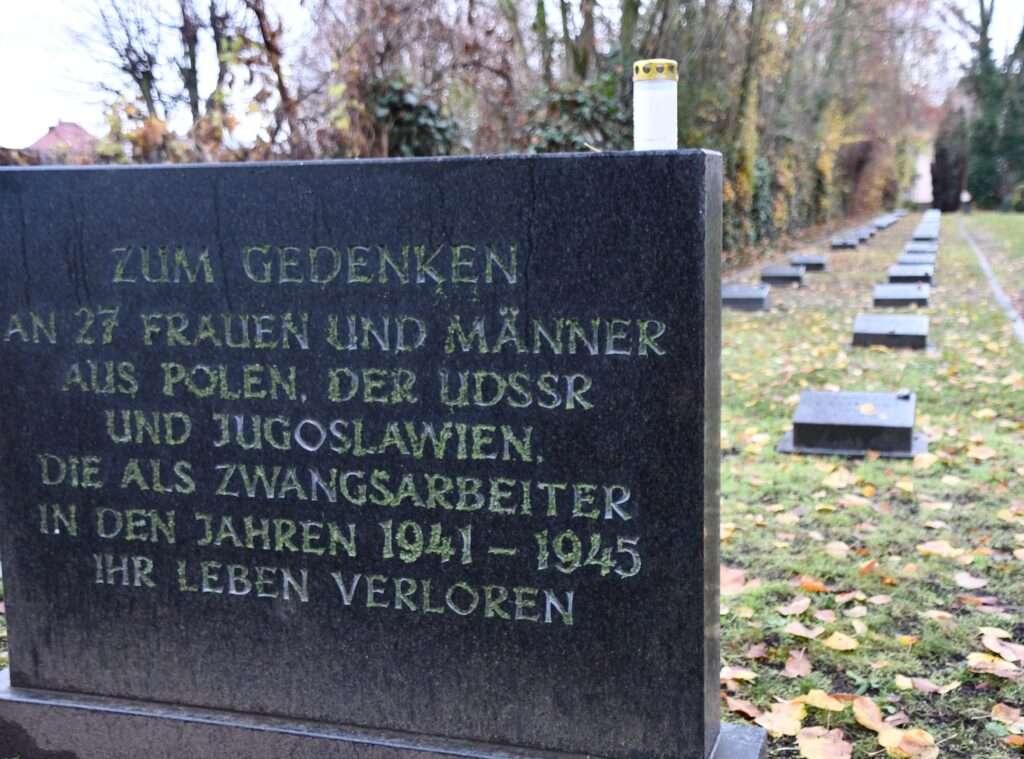 ZUM GEDENKEN
AN 27 FRAUEN UND MÄNNER
AUS POLEN, DER UDSSR
UND JUGOSLAWIEN,
DIE ALS ZWANGSARBEITER
IN DEN JAHREN 1941 – 1945
IHR LEBEN VERLOREN